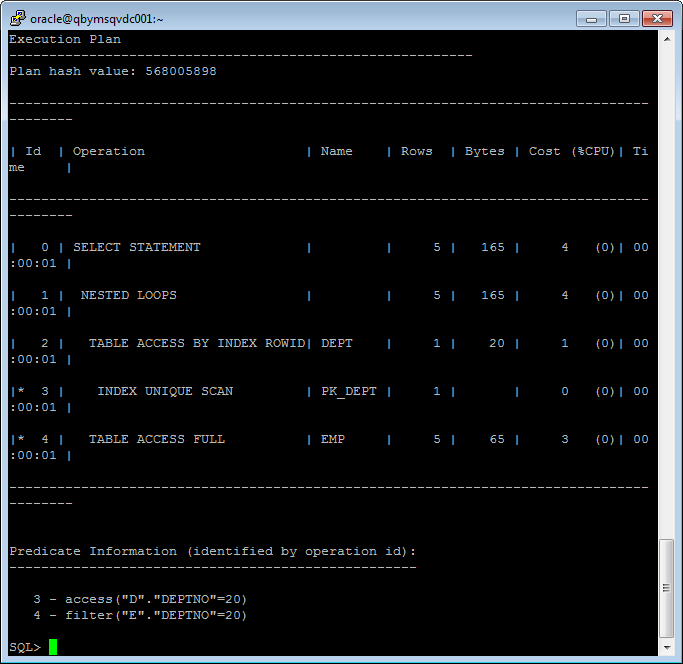 oracle@qbymsqvdc001:~
Execution Plan
----------------------------------------------------------
Plan hash value: 568005898

--------------------------------------------------------------------------------
--------

| Id  | Operation                    | Name    | Rows  | Bytes | Cost (%CPU)| Ti
me     |

--------------------------------------------------------------------------------
--------

|   0 | SELECT STATEMENT             |         |     5 |   165 |     4   (0)| 00
:00:01 |

|   1 |  NESTED LOOPS                |         |     5 |   165 |     4   (0)| 00
:00:01 |

|   2 |   TABLE ACCESS BY INDEX ROWID| DEPT    |     1 |    20 |     1   (0)| 00
:00:01 |

|*  3 |    INDEX UNIQUE SCAN         | PK_DEPT |     1 |       |     0   (0)| 00
:00:01 |

|*  4 |   TABLE ACCESS FULL          | EMP     |     5 |    65 |     3   (0)| 00
:00:01 |

--------------------------------------------------------------------------------
--------


Predicate Information (identified by operation id):
---------------------------------------------------

   3 - access("D"."DEPTNO"=20)
   4 - filter("E"."DEPTNO"=20)

SQL>